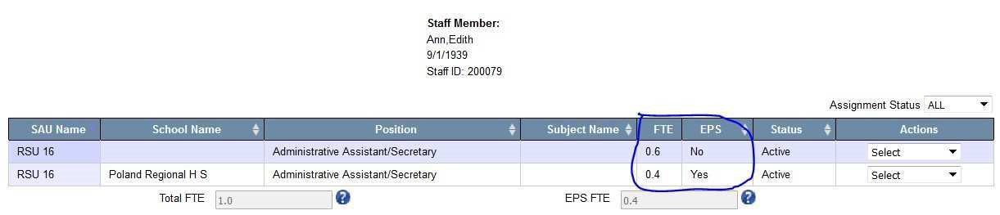 Staff Member:
Ann,Edith
9/1/1939
Staff ID: 200079
Assignment Status ALL
SAU Name School Name Position Subject Name FTE EPS Status Actions
RSU 16 Administrative Assistant/Secretary 0.6 No Active Select
RSU 16 Poland Regional H S Administrative Assistant/Secretary 0.4 Yes Active Select
Total FTE 1.0 ? EPS FTE 0.4 ?